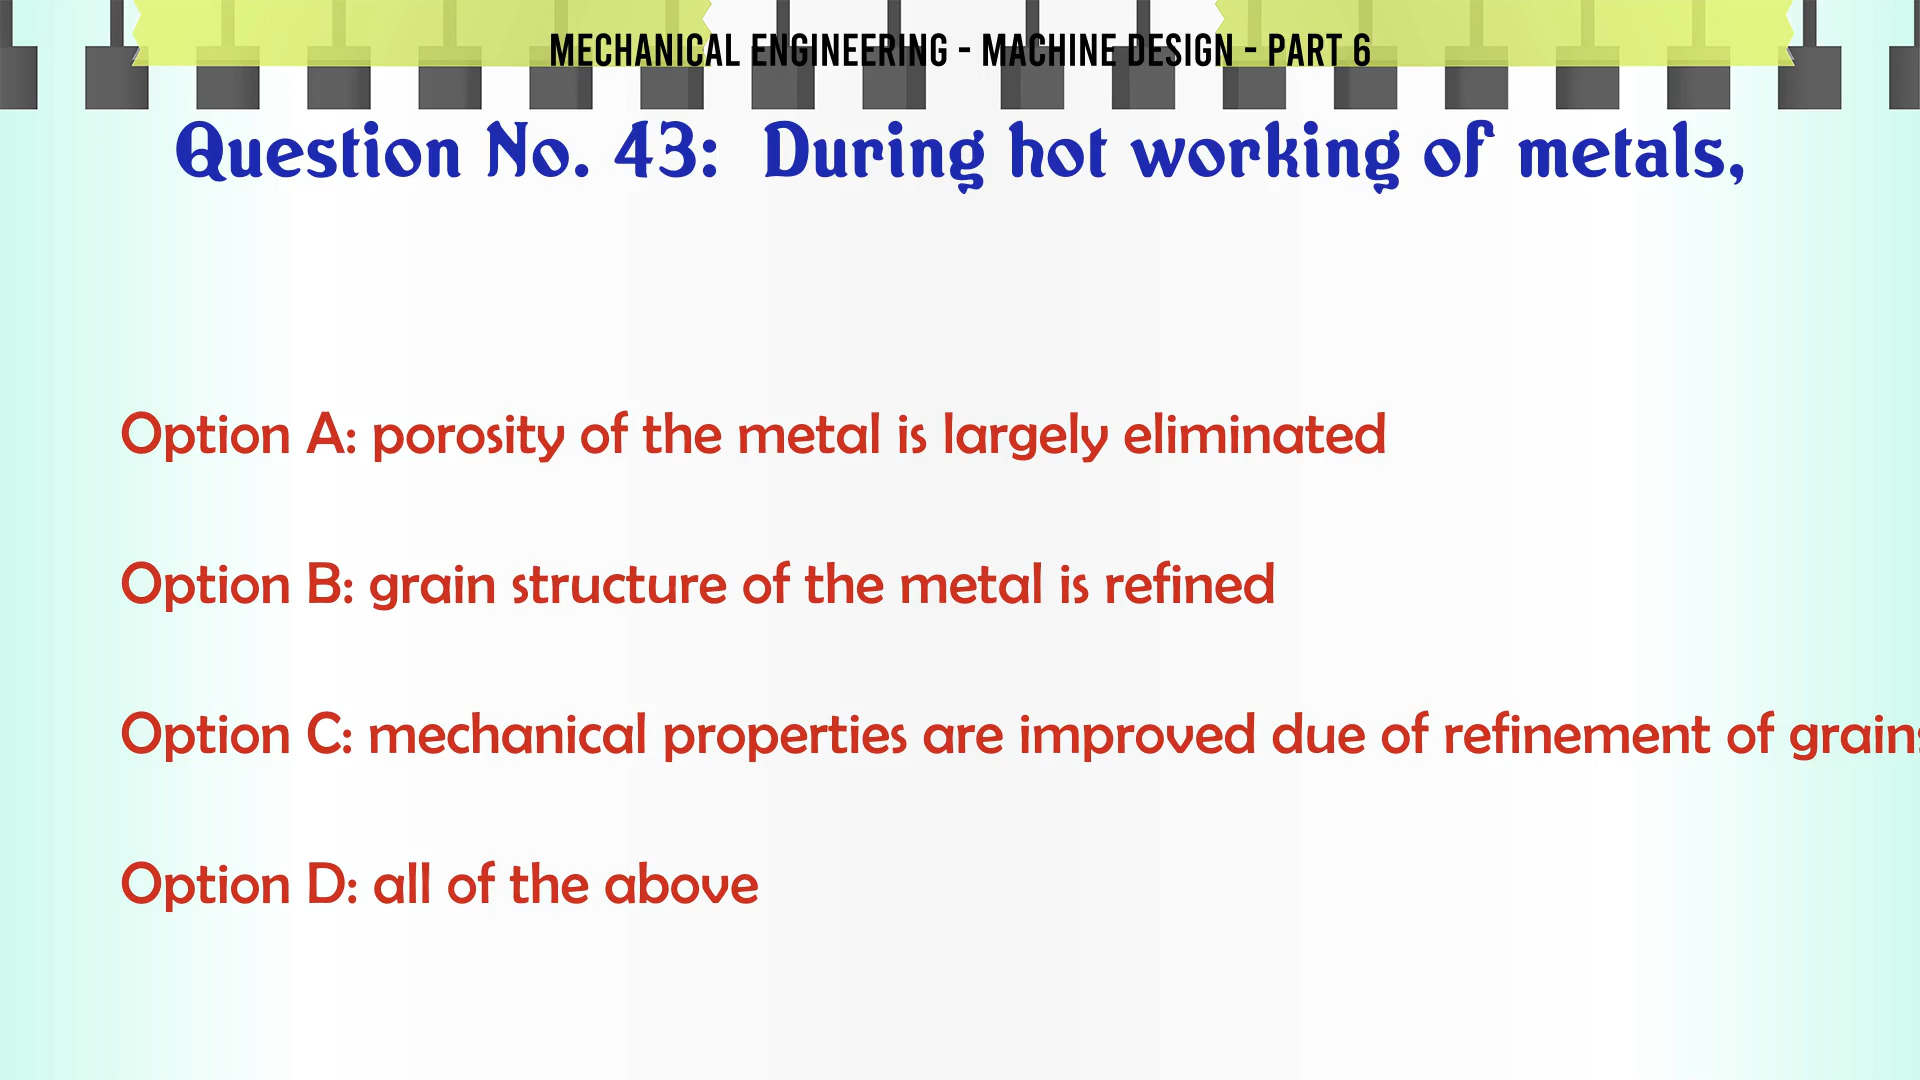 MECHANICAL ENGINEERING - MACHINE DESIGN - PART 6
Question No. 43: During hot working of metals,
Option A: porosity of the metal is largely eliminated
Option B: grain structure of the metal is refined
Option C: mechanical properties are improved due of refinement of grains
Option D: all of the above